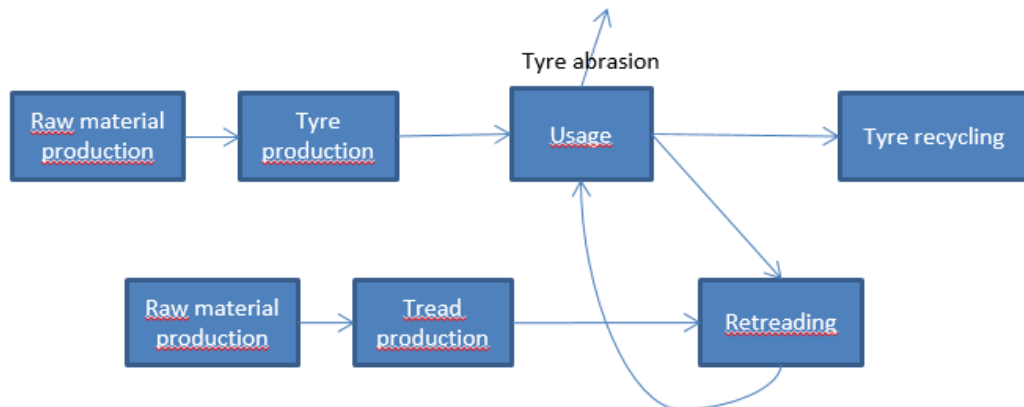 Tyre abrasion
Raw material
production
Tyre
production
Usage
Tyre recycling
Raw material
production
Tread
production
Retreading